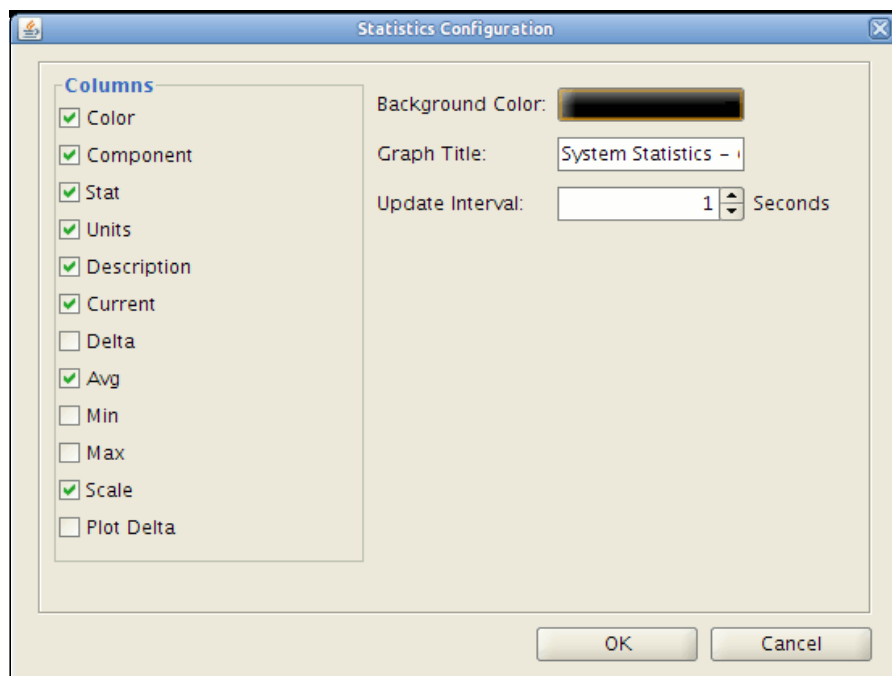 Statistics Configuration
Columns
Color
Component
Stat
Units
Description
Current
Delta
Avg
Min
Max
Scale
Plot Delta
Background Color:
Graph Title: System Statistics –
Update Interval: 1 Seconds
OK Cancel